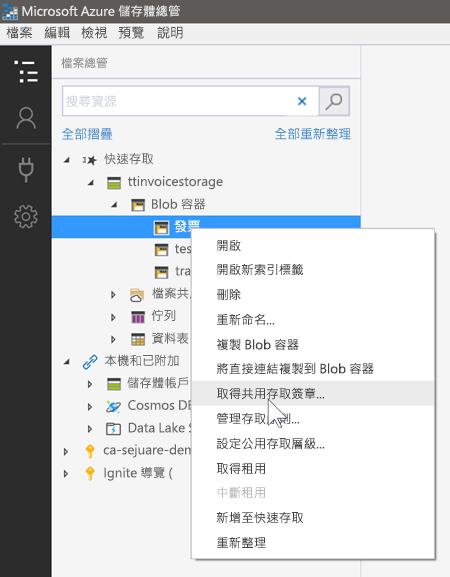 Microsoft Azure 儲存體總管
檔案 編輯 檢視 預覽 說明
檔案總管
搜尋資源
全部摺疊 全部重新整理
快速存取
ttinvoicestorage
Blob 容器
發票
tes
tra
檔案共用
佇列
資料表
本機和已附加
儲存體帳戶
Cosmos DB
Data Lake S
ca-sejuare-dem
Ignite 導覽 (
開啟
開啟新索引標籤
刪除
重新命名...
複製 Blob 容器
將直接連結複製到 Blob 容器
取得共用存取簽章...
管理存取原則...
設定公用存取層級...
取得租用
中斷租用
新增至快速存取
重新整理